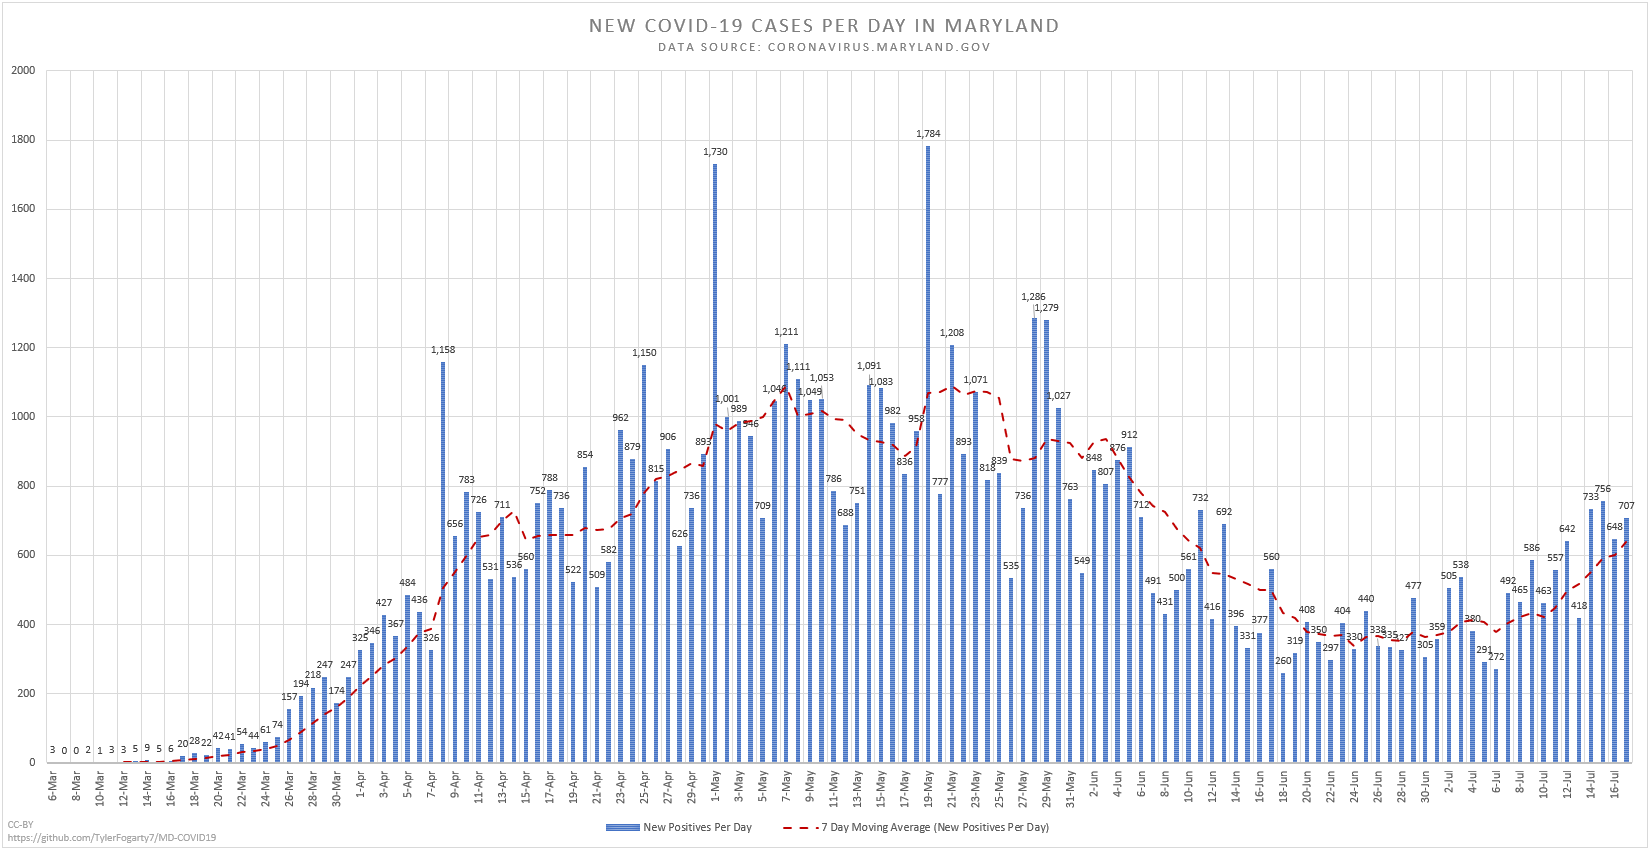 NEW COVID-19 CASES PER DAY IN MARYLAND
DATA SOURCE: CORONAVIRUS.MARYLAND.GOV
2000
1800
1600
1400
1200
1000
800
600
400
200
0
3 0 0 2 1 3 3 5 9 5 6 20 28 22 42 41 54 44 61 74 157 194 218 247 174 247 325 346 427 367 484 436 326 1,158 656 783 726 531 711 536 560 752 788 736 522 854 509 582 962 879 1,150 815 906 626 736 893 1,730 1,001 989 946 709 1,046 1,211 1,111 1,049 1,053 786 688 751 1,091 1,083 982 836 958 1,784 777 1,208 893 1,071 818 839 535 736 1,286 1,279 1,027 763 549 848 807 876 912 712 491 431 500 561 732 416 692 396 331 377 560 260 319 408 350 297 404 330 440 338 335 327 477 305 359 505 538 380 291 272 492 465 586 463 557 642 418 733 756 648 707
6-Mar 8-Mar 10-Mar 12-Mar 14-Mar 16-Mar 18-Mar 20-Mar 22-Mar 24-Mar 26-Mar 28-Mar 30-Mar 1-Apr 3-Apr 5-Apr 7-Apr 9-Apr 11-Apr 13-Apr 15-Apr 17-Apr 19-Apr 21-Apr 23-Apr 25-Apr 27-Apr 29-Apr 1-May 3-May 5-May 7-May 9-May 11-May 13-May 15-May 17-May 19-May 21-May 23-May 25-May 27-May 29-May 31-May 2-Jun 4-Jun 6-Jun 8-Jun 10-Jun 12-Jun 14-Jun 16-Jun 18-Jun 20-Jun 22-Jun 24-Jun 26-Jun 28-Jun 30-Jun 2-Jul 4-Jul 6-Jul 8-Jul 10-Jul 12-Jul 14-Jul 16-Jul
New Positives Per Day
7 Day Moving Average (New Positives Per Day)
CC-BY
https://github.com/TylerFogarty7/MD-COVID19